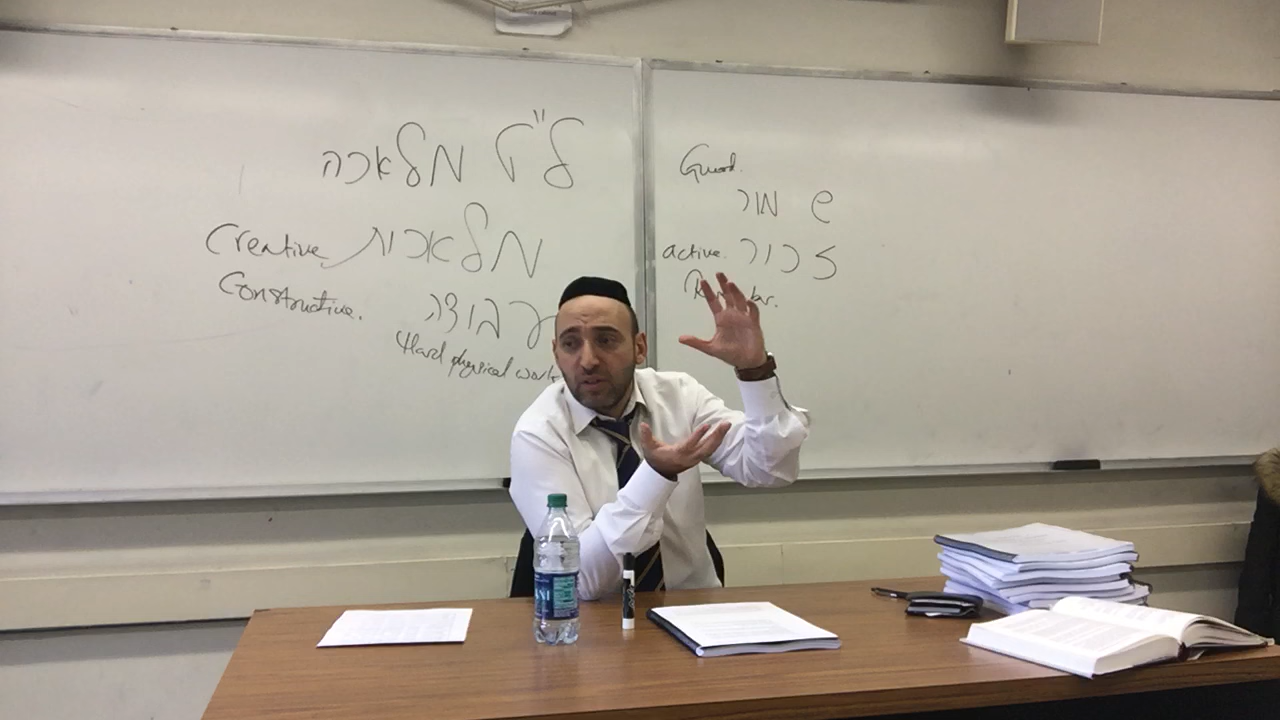 ל"ט מלאכה
Creative מלאכות
Constructive. עבודה
Hard physical work
Guard.
שמור
active. זכור